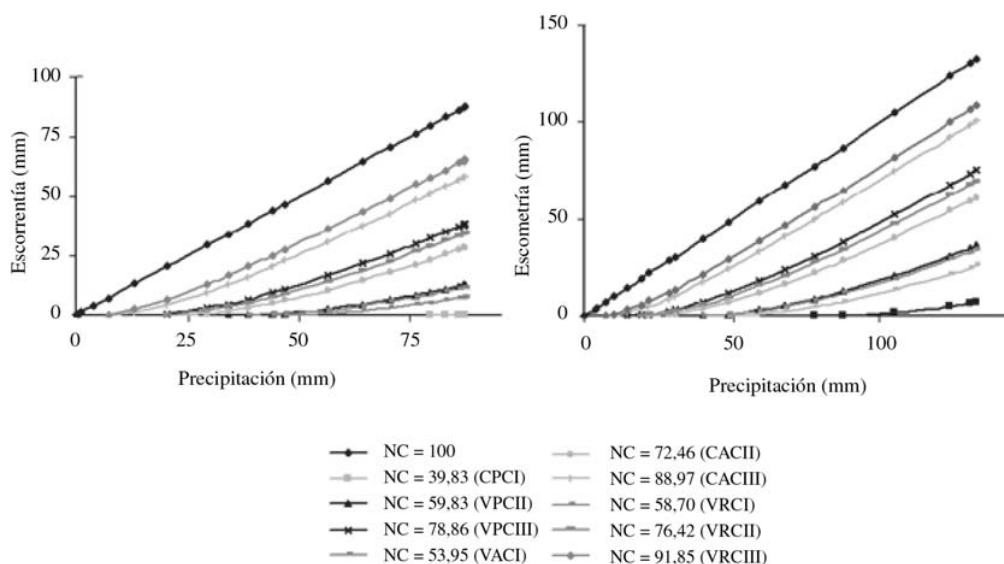 100
75
50
25
0
Escorrentía (mm)
0 25 50 75
Precipitación (mm)
150
100
50
0
Escometría (mm)
0 50 100
Precipitación (mm)
NC = 100
NC = 39,83 (CPCI)
NC = 59,83 (VPCII)
NC = 78,86 (VPCIII)
NC = 53,95 (VACI)
NC = 72,46 (CACII)
NC = 88,97 (CACIII)
NC = 58,70 (VRCI)
NC = 76,42 (VRCII)
NC = 91,85 (VRCIII)